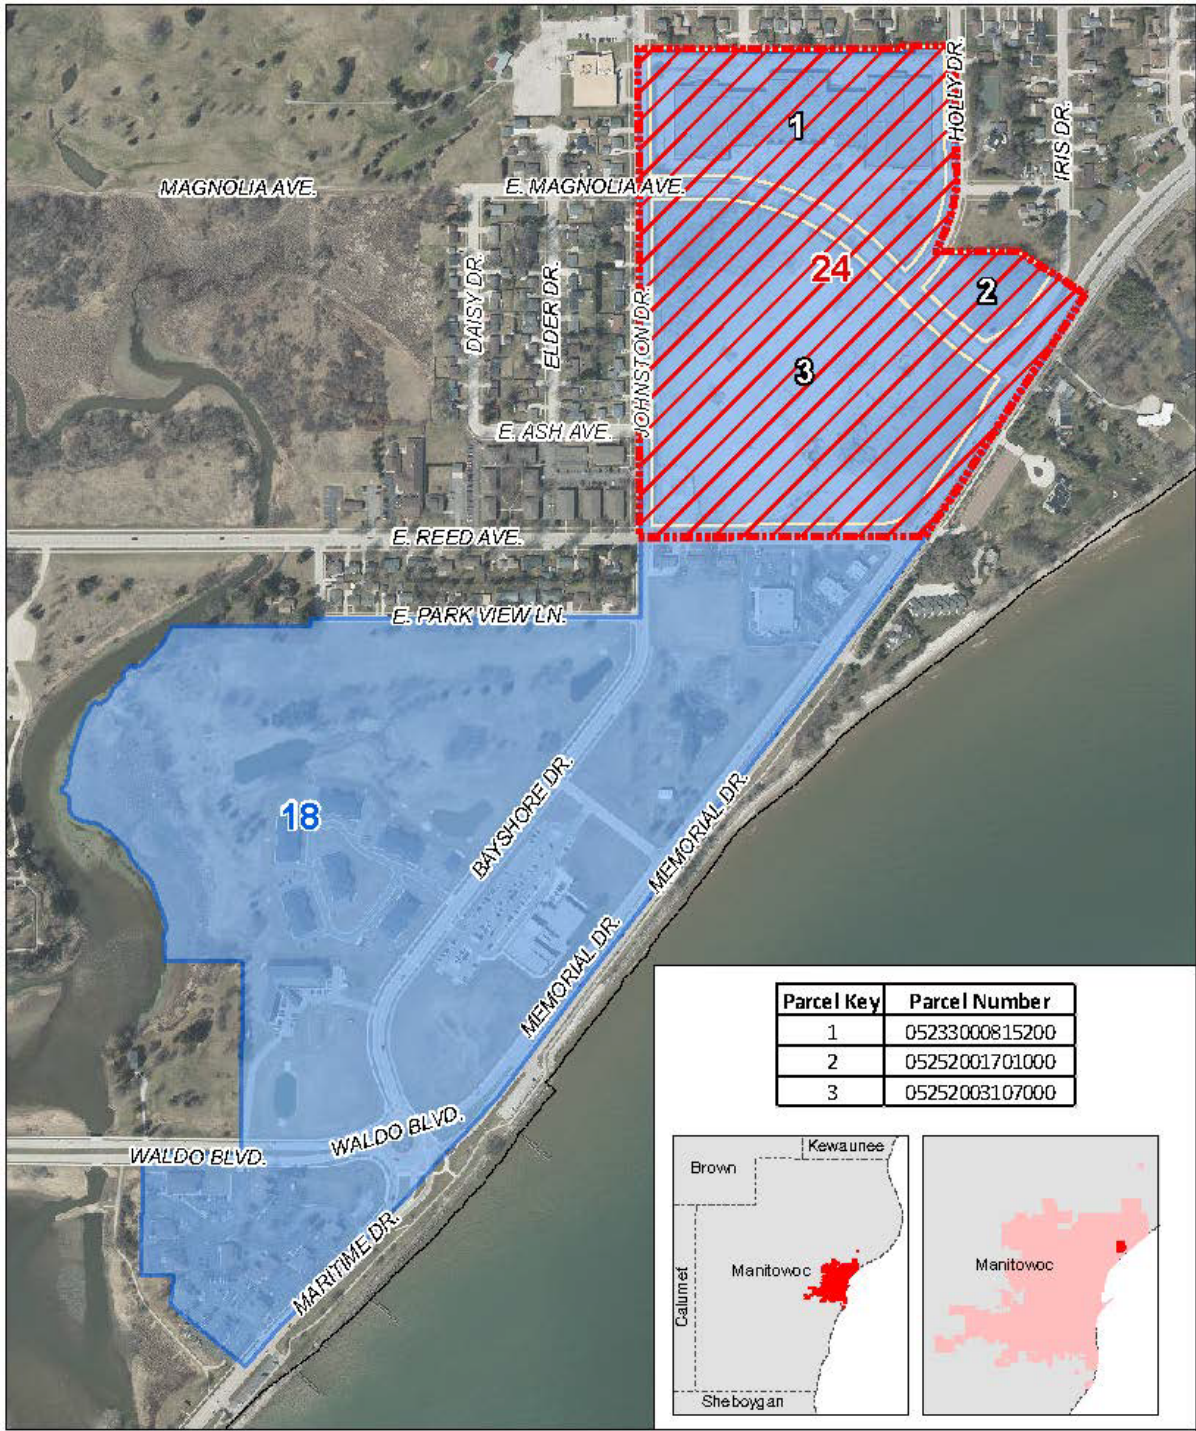 HOLLY DR.
1
IRIS DR.
MAGNOLIA AVE.
E. MAGNOLIA AVE.
DAISY DR.
ELDER DR.
JOHNSTON DR.
24
2
3
E. ASH AVE.
E. REED AVE.
E. PARK VIEW LN.
18
BAYSHORE DR.
MEMORIAL DR.
MEMORIAL DR.
WALDO BLVD.
WALDO BLVD.
MARITIME DR.
Parcel Key Parcel Number
1 05233000815200
2 05252001701000
3 05252003107000
Kewaunee
Brown
Manitowoc
Calumet
Sheboygan
Manitowoc